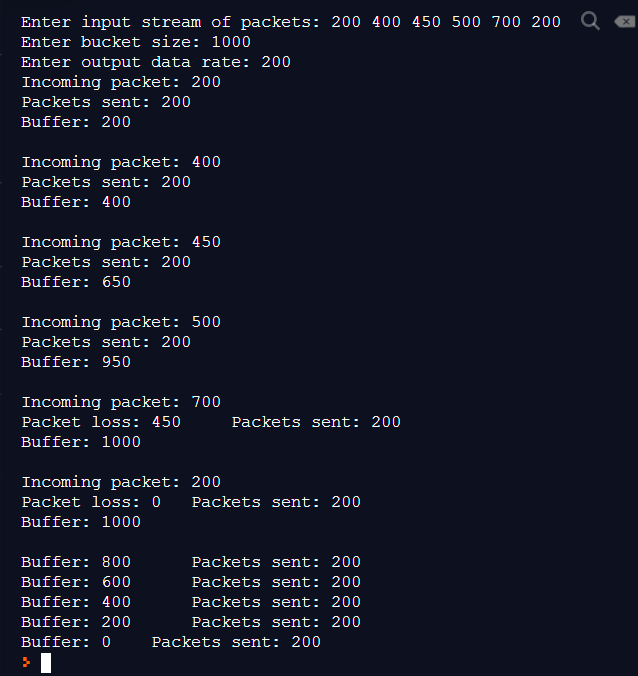 Enter input stream of packets: 200 400 450 500 700 200
Enter bucket size: 1000
Enter output data rate: 200
Incoming packet: 200
Packets sent: 200
Buffer: 200
Incoming packet: 400
Packets sent: 200
Buffer: 400
Incoming packet: 450
Packets sent: 200
Buffer: 650
Incoming packet: 500
Packets sent: 200
Buffer: 950
Incoming packet: 700
Packet loss: 450     Packets sent: 200
Buffer: 1000
Incoming packet: 200
Packet loss: 0   Packets sent: 200
Buffer: 1000
Buffer: 800      Packets sent: 200
Buffer: 600      Packets sent: 200
Buffer: 400      Packets sent: 200
Buffer: 200      Packets sent: 200
Buffer: 0    Packets sent: 200